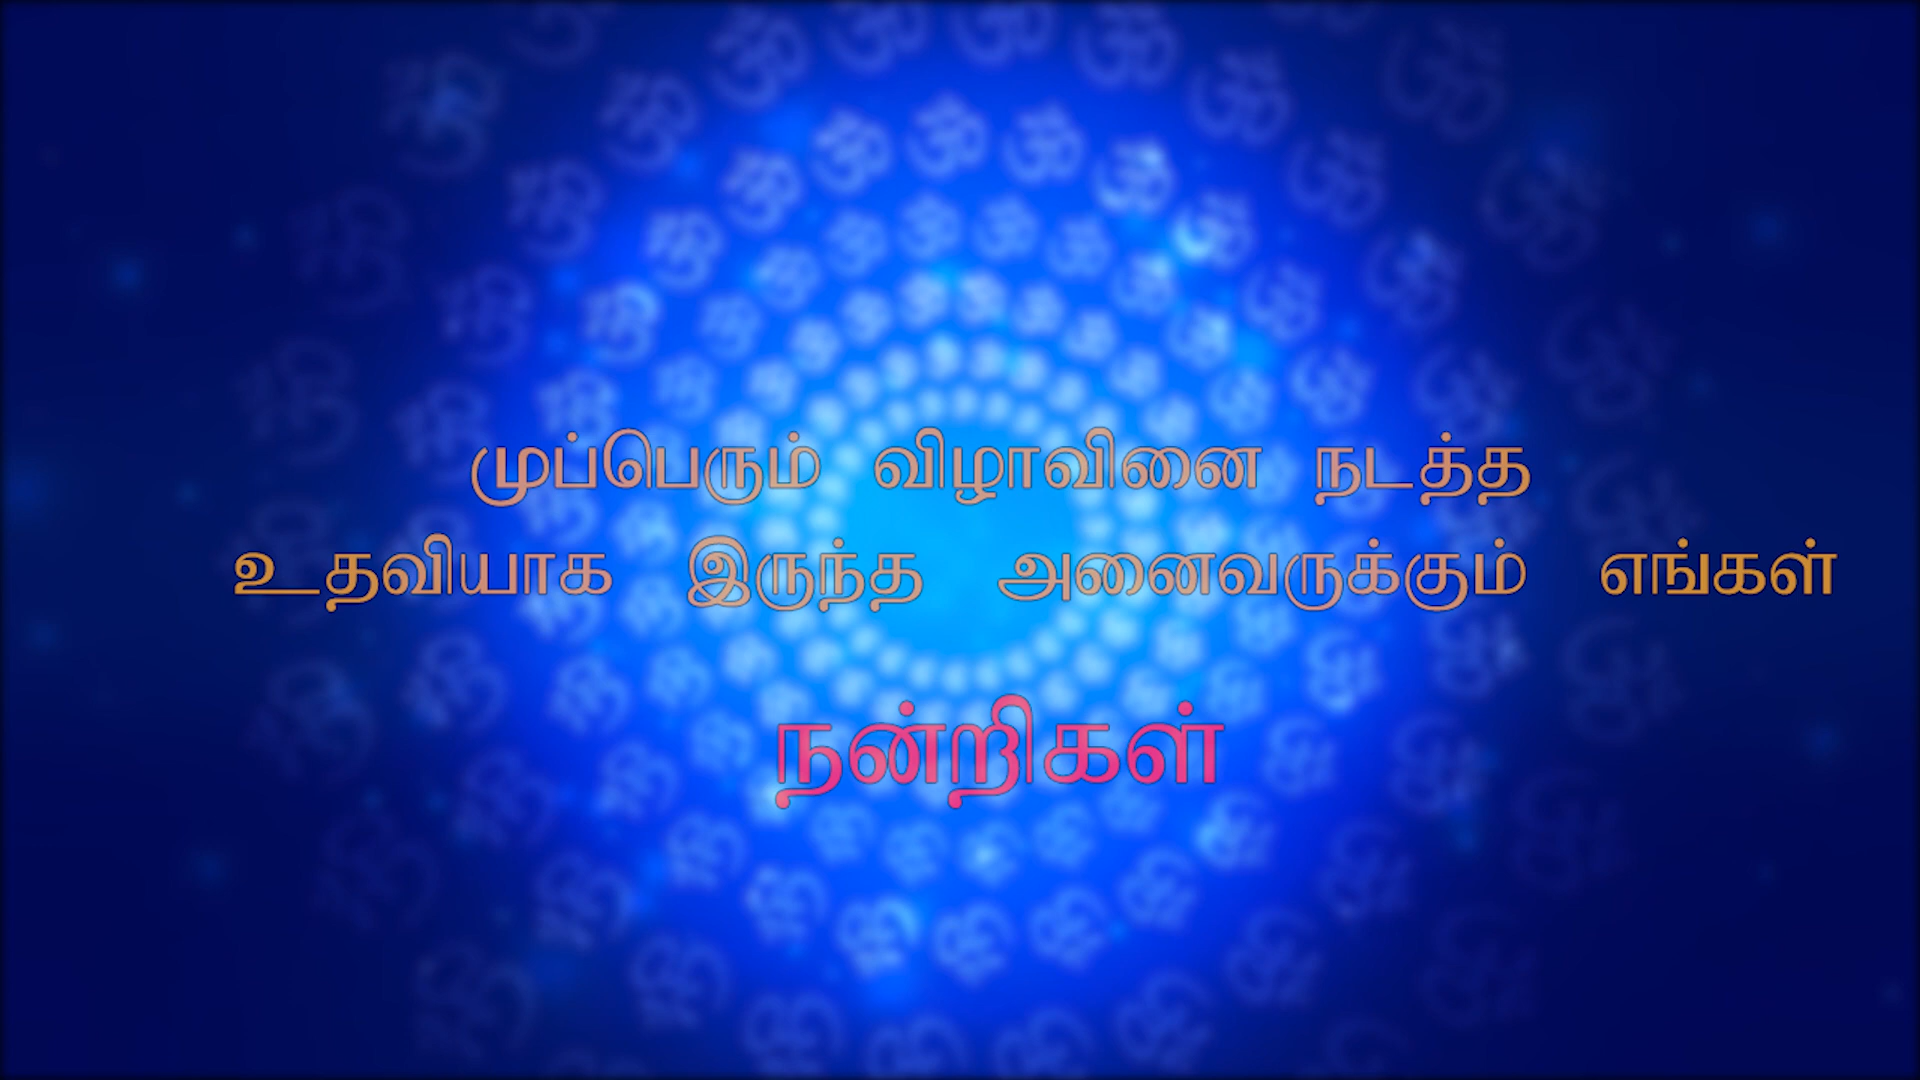 முப்பெரும் விழாவினை நடத்த
உதவியாக இருந்த அனைவருக்கும் எங்கள்
நன்றிகள்